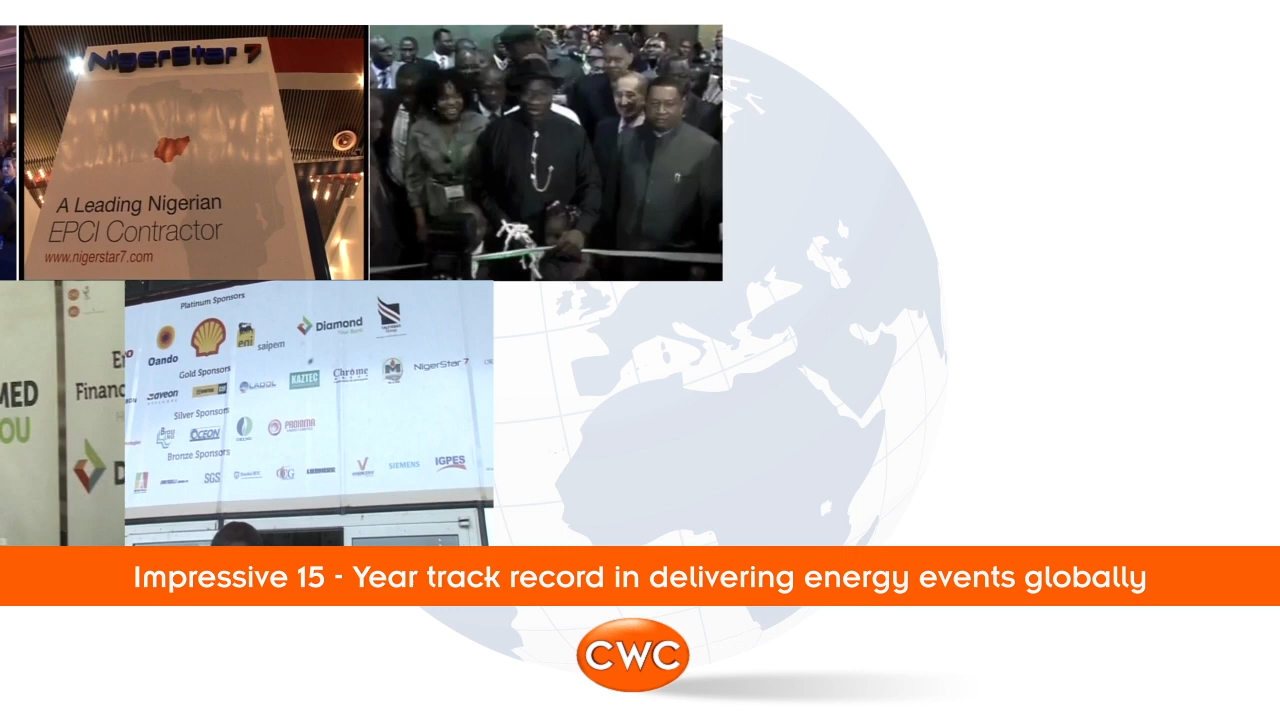 NigerStar 7
A Leading Nigerian
EPCI Contractor
www.nigerstar7.com
MED
OU
Financ
D
Platinum Sponsors
Oando
eni
saipem
Diamond
Gold Sponsors
aveon
LADOL
KAZTEC
Chrome
NigerStar 7
Silver Sponsors
OCEON
PRORIMA
Bronze Sponsors
SGS
SIEMENS
IGPES
Impressive 15 - Year track record in delivering energy events globally
CWC